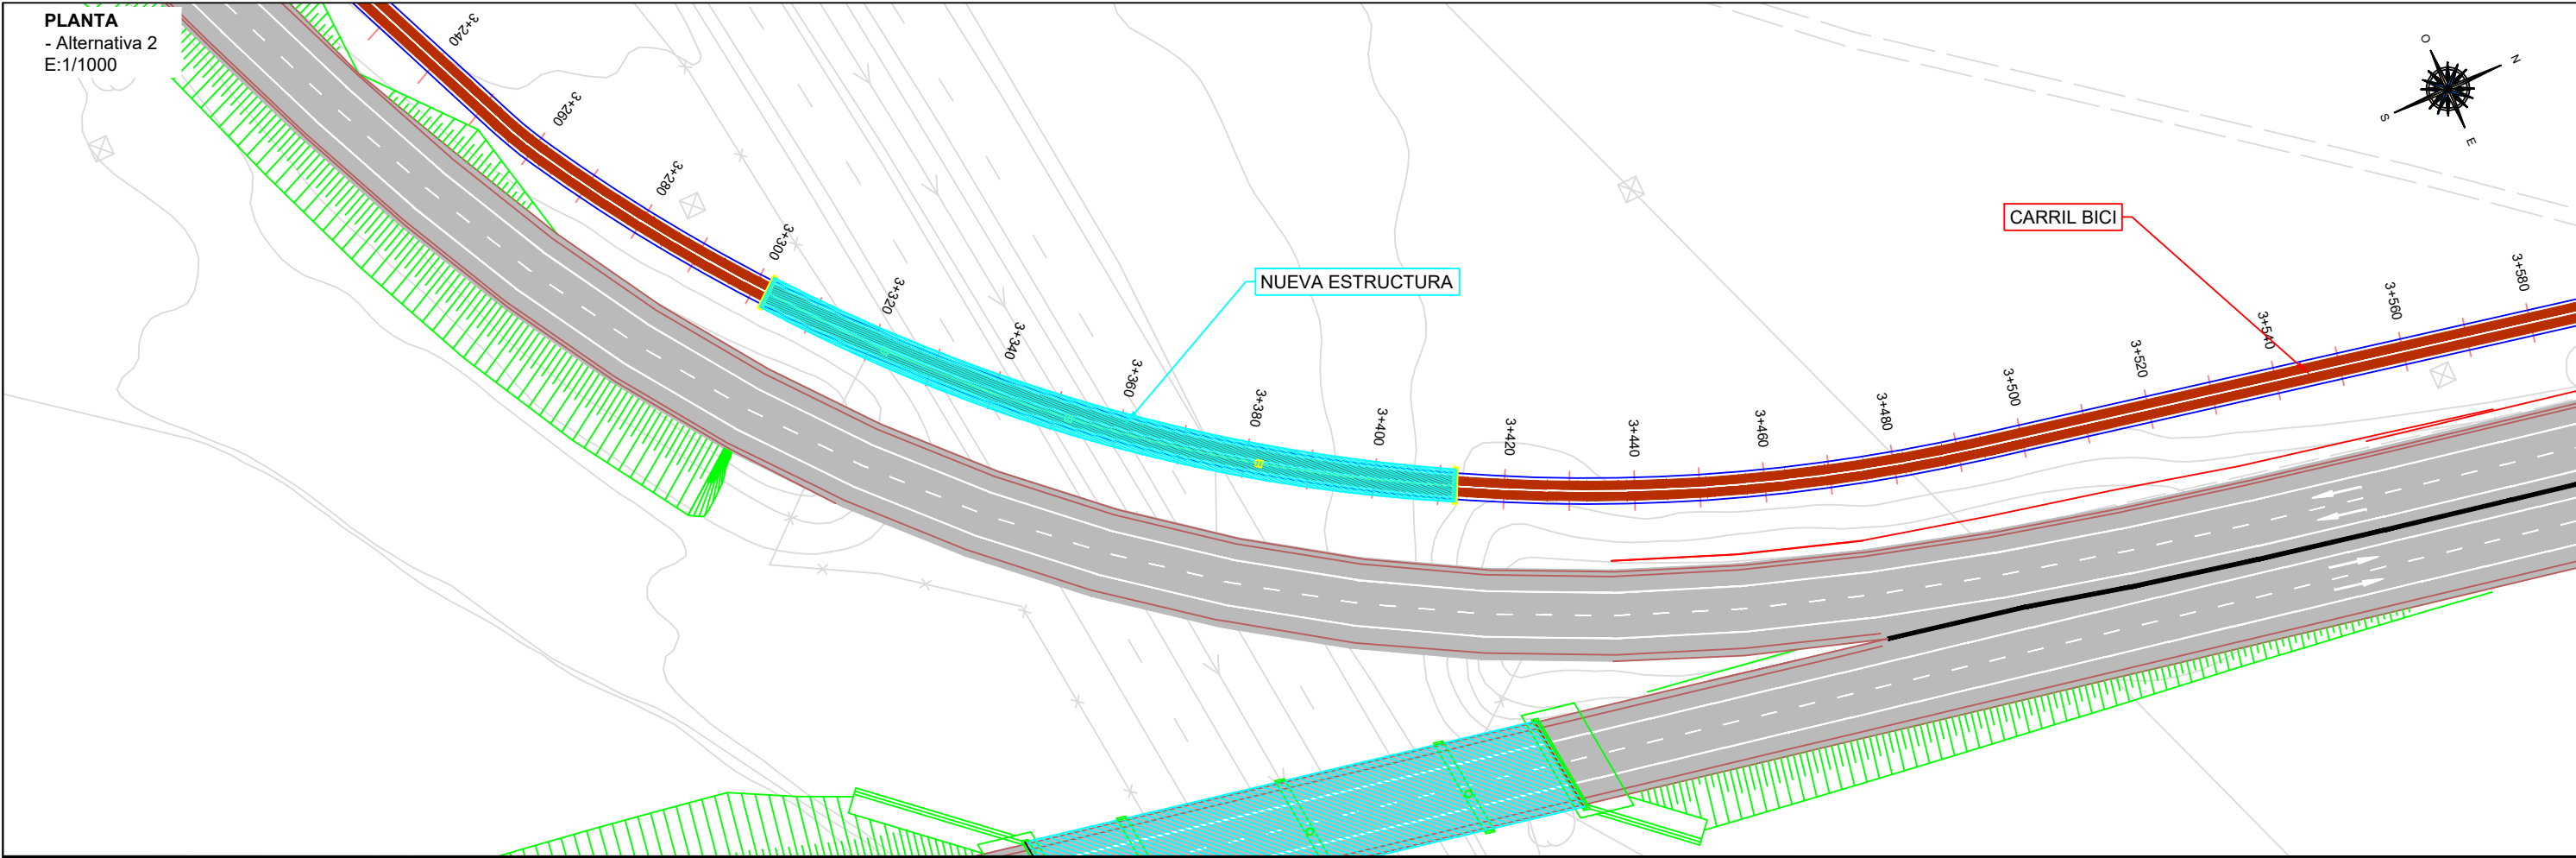 PLANTA
- Alternativa 2
E:1/1000
3+240
3+260
3+280
3+300
3+320
3+340
3+360
3+380
3+400
3+420
3+440
3+460
3+480
3+500
3+520
3+540
3+560
3+580
NUEVA ESTRUCTURA
CARRIL BICI
O
N
S
E